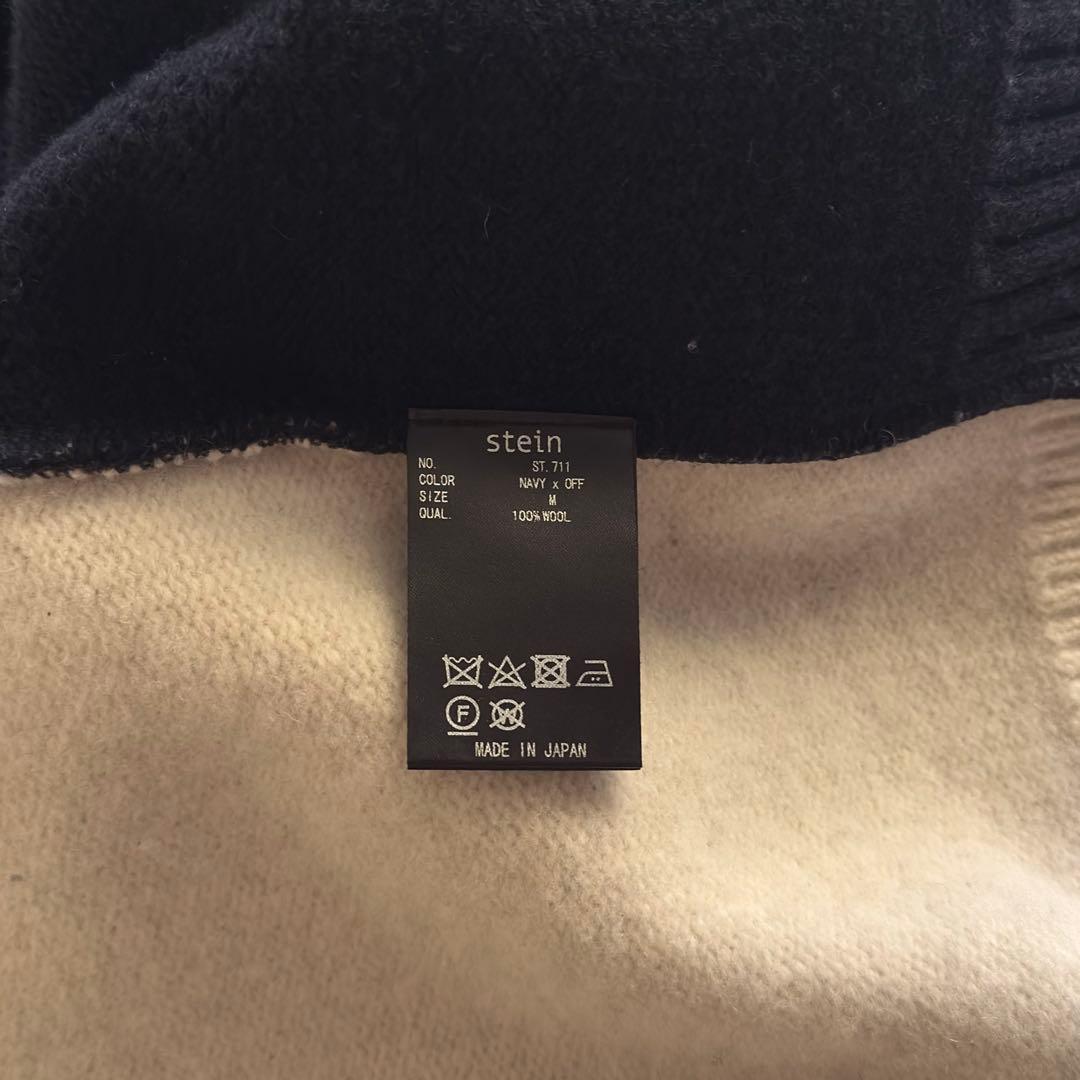 stein
NO. ST.711
COLOR NAVY x OFF
SIZE M
QUAL. 100%WOOL
F W
MADE IN JAPAN